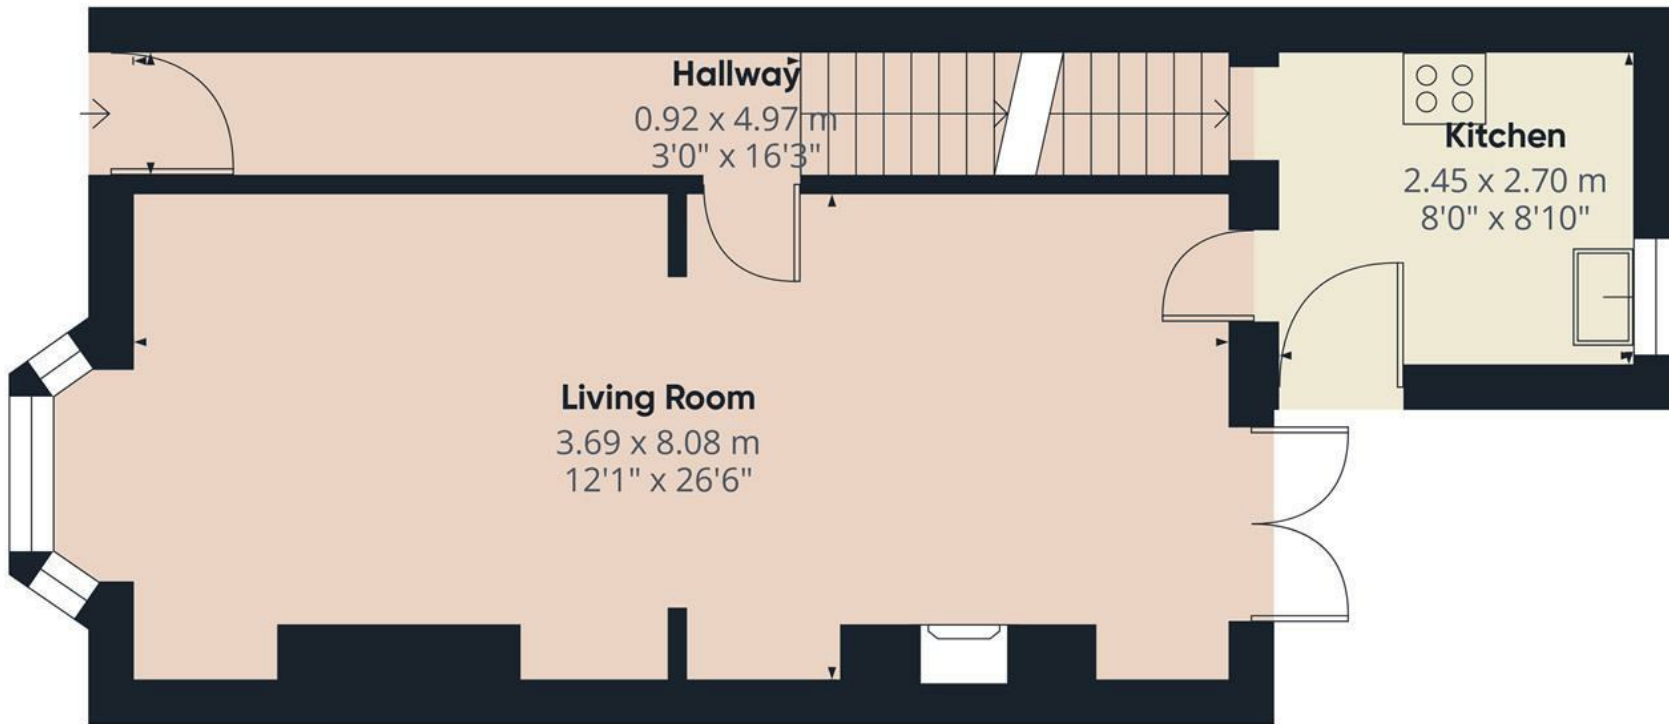 Hallway
0.92 x 4.97 m
3'0" x 16'3"
Kitchen
2.45 x 2.70 m
8'0" x 8'10"
Living Room
3.69 x 8.08 m
12'1" x 26'6"